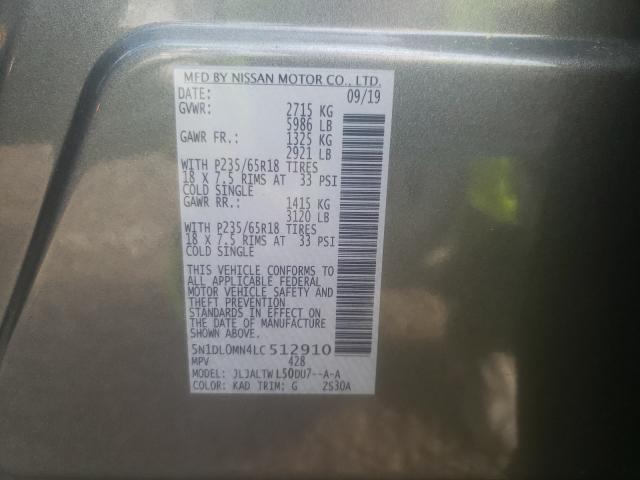 MFD BY NISSAN MOTOR CO., LTD.
DATE: 09/19
GVWR: 2715 KG
5986 LB
GAWR FR.: 1325 KG
2921 LB
WITH P235/65R18 TIRES
18 X 7.5 RIMS AT 33 PSI
COLD SINGLE
GAWR RR.: 1415 KG
3120 LB
WITH P235/65R18 TIRES
18 X 7.5 RIMS AT 33 PSI
COLD SINGLE
THIS VEHICLE CONFORMS TO
ALL APPLICABLE FEDERAL
MOTOR VEHICLE SAFETY AND
THEFT PREVENTION
STANDARDS IN EFFECT ON
THE DATE OF MANUFACTURE
SHOWN ABOVE.
5N1DL0MN4LC512910
MPV 428
MODEL: JLJALTWL50DU7--A-A
COLOR: KAD TRIM: G 2S30A